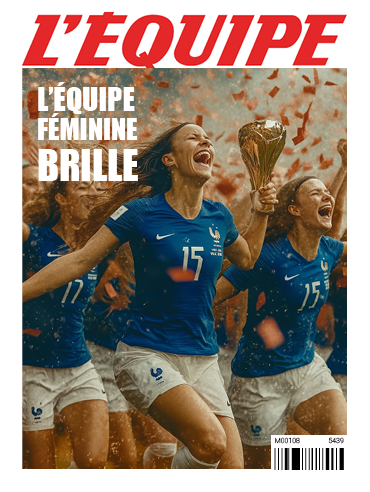 L'ÉQUIPE
L'ÉQUIPE
FÉMININE
BRILLE
15
17
15
M00108 5439